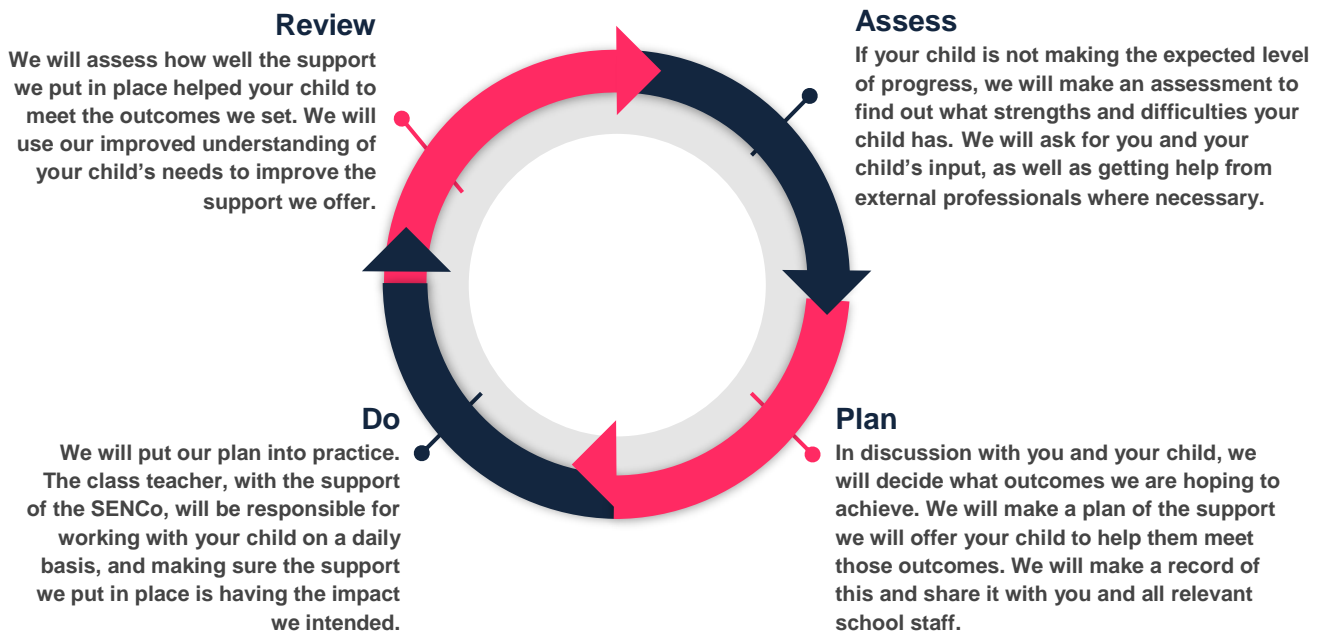 Review
We will assess how well the support
we put in place helped your child to
meet the outcomes we set. We will
use our improved understanding of
your child’s needs to improve the
support we offer.
Assess
If your child is not making the expected level
of progress, we will make an assessment to
find out what strengths and difficulties your
child has. We will ask for you and your
child’s input, as well as getting help from
external professionals where necessary.
Do
We will put our plan into practice.
The class teacher, with the support
of the SENCo, will be responsible for
working with your child on a daily
basis, and making sure the support
we put in place is having the impact
we intended.
Plan
In discussion with you and your child, we
will decide what outcomes we are hoping to
achieve. We will make a plan of the support
we will offer your child to help them meet
those outcomes. We will make a record of
this and share it with you and all relevant
school staff.